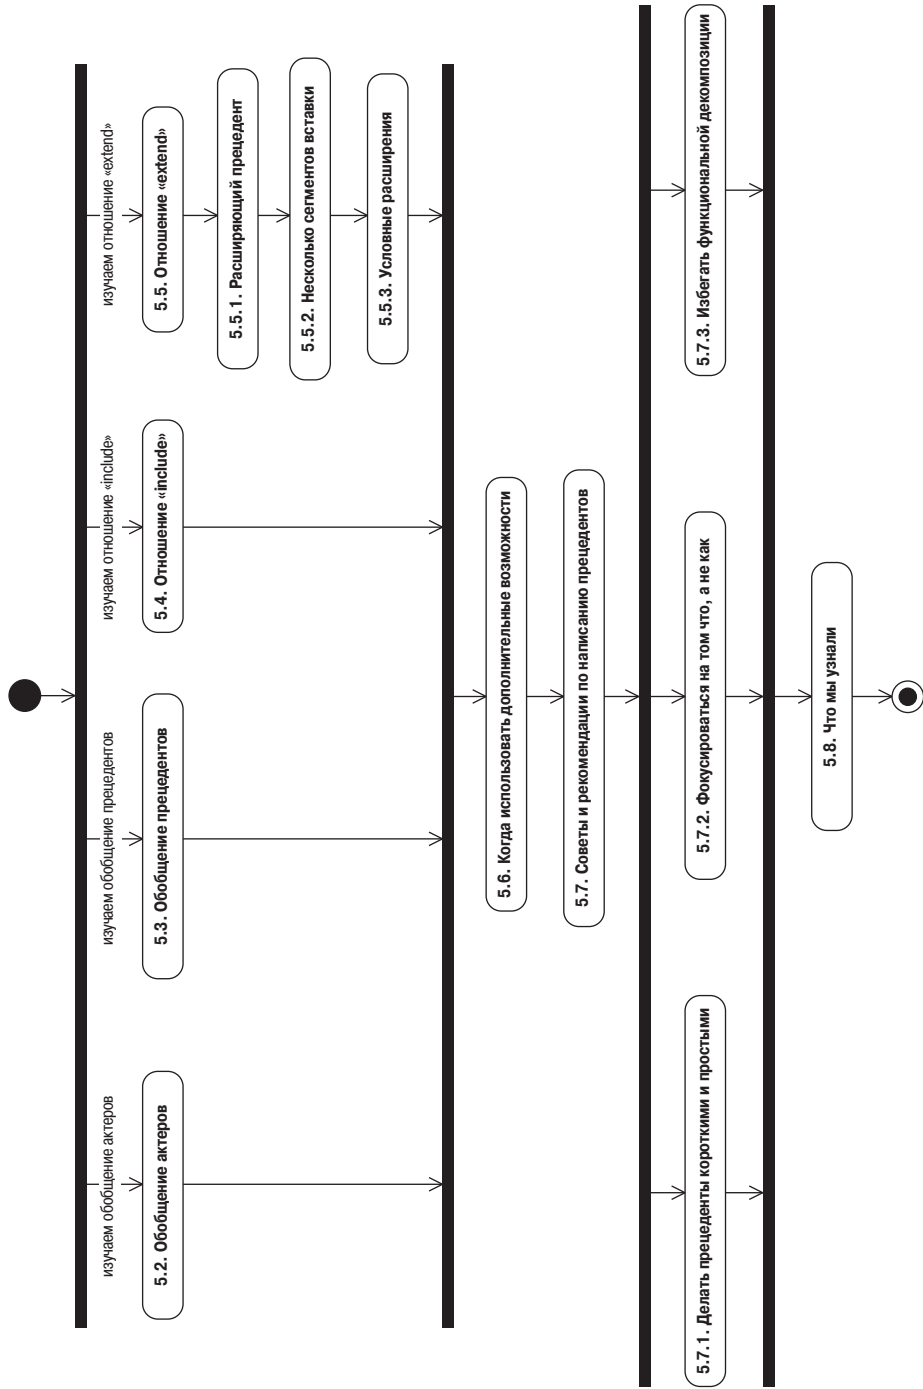 изучаем обобщение актеров
изучаем обобщение прецедентов
изучаем отношение «include»
изучаем отношение «extend»
5.2. Обобщение актеров
5.3. Обобщение прецедентов
5.4. Отношение «include»
5.5. Отношение «extend»
5.5.1. Расширяющий прецедент
5.5.2. Несколько сегментов вставки
5.5.3. Условные расширения
5.6. Когда использовать дополнительные возможности
5.7. Советы и рекомендации по написанию прецедентов
5.7.1. Делать прецеденты короткими и простыми
5.7.2. Фокусироваться на том что, а не как
5.7.3. Избегать функциональной декомпозиции
5.8. Что мы узнали